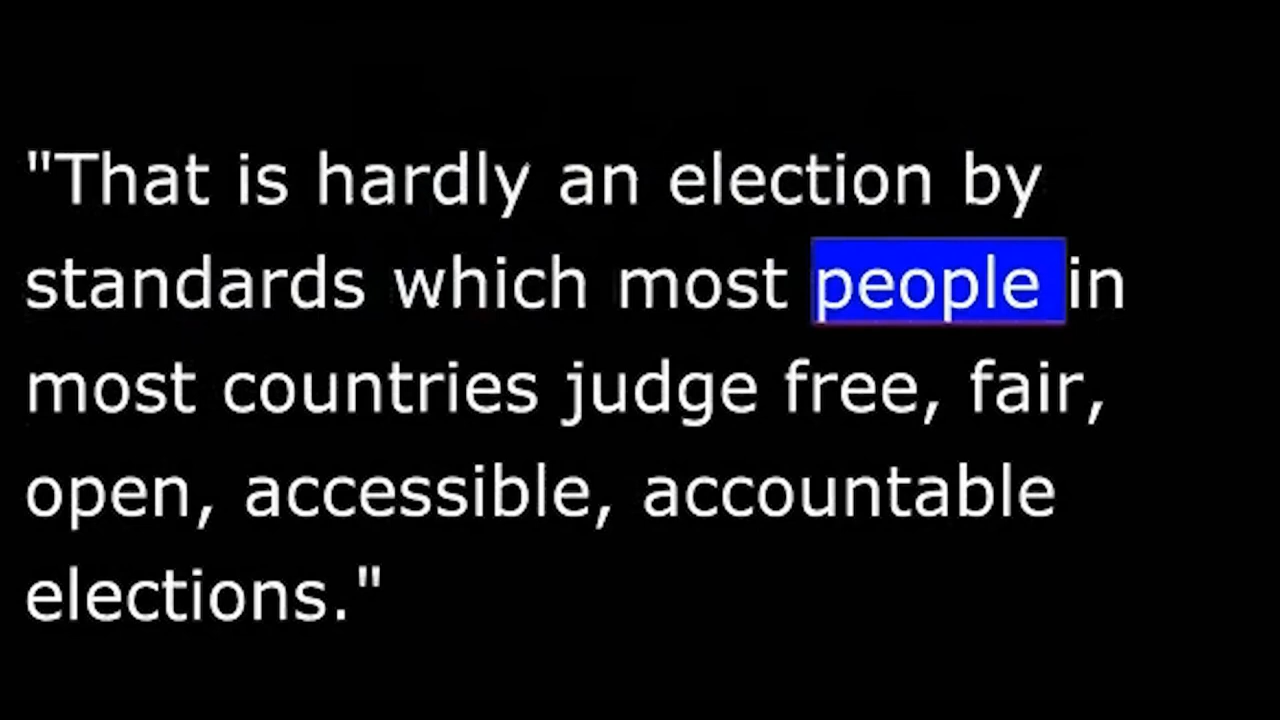 "That is hardly an election by
standards which most people in
most countries judge free, fair,
open, accessible, accountable
elections."